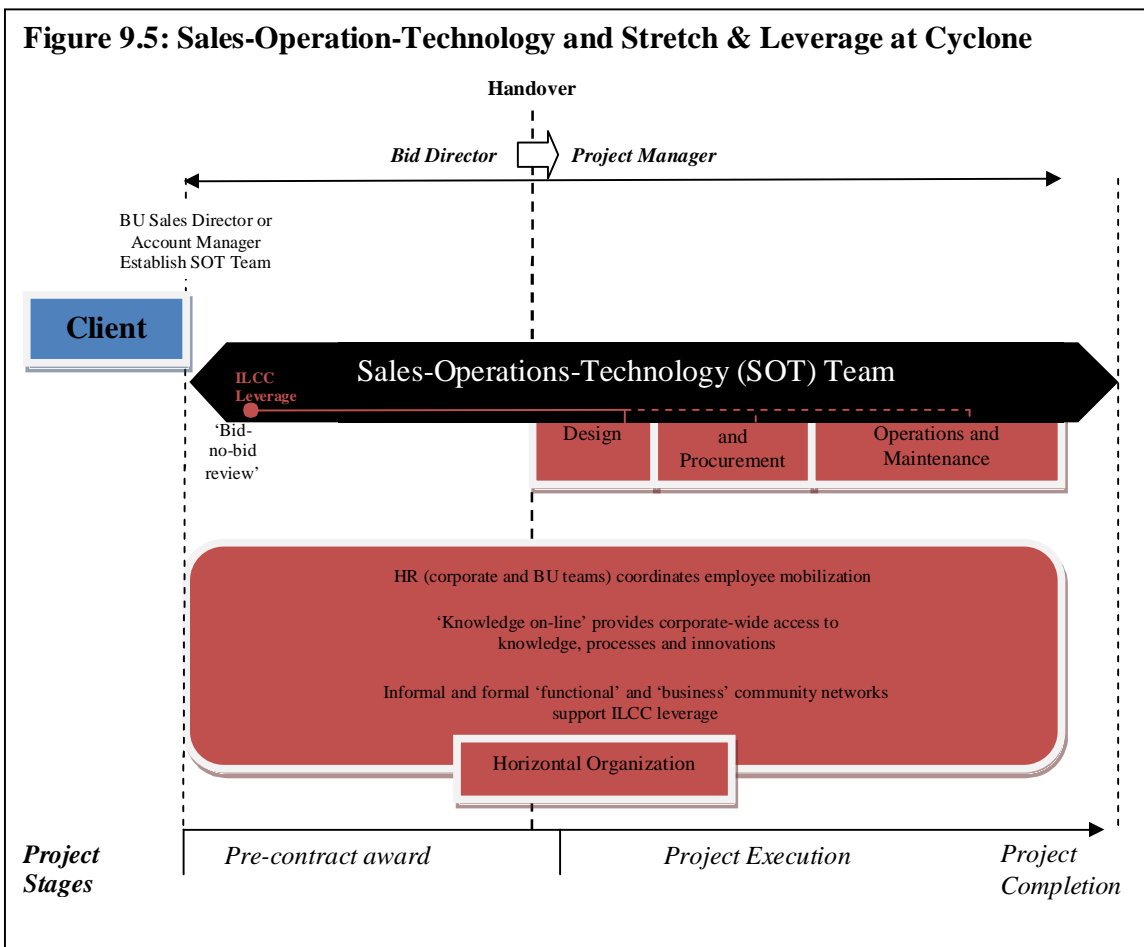 Figure 9.5: Sales-Operation-Technology and Stretch & Leverage at Cyclone
Handover
Bid Director
Project Manager
BU Sales Director or
Account Manager
Establish SOT Team
Client
Sales-Operations-Technology (SOT) Team
ILCC
Leverage
‘Bid-
no-bid
review’
Design
and
Procurement
Operations and
Maintenance
HR (corporate and BU teams) coordinates employee mobilization
‘Knowledge on-line’ provides corporate-wide access to
knowledge, processes and innovations
Informal and formal ‘functional’ and ‘business’ community networks
support ILCC leverage
Horizontal Organization
Project
Stages
Pre-contract award
Project Execution
Project
Completion